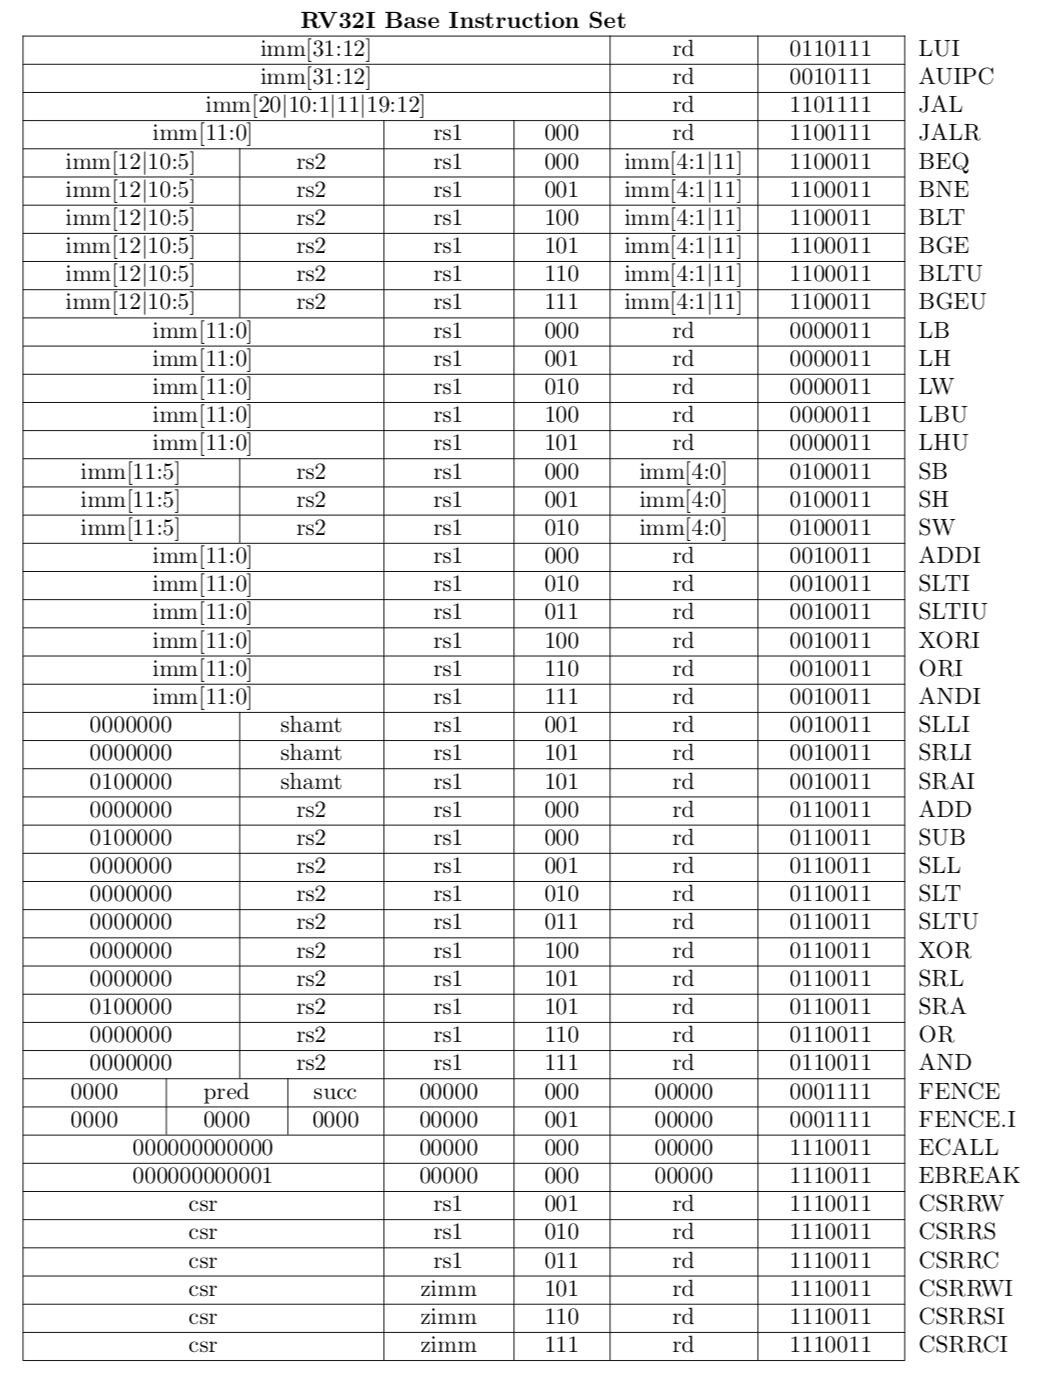 RV32I Base Instruction Set
imm[31:12] rd 0110111 LUI
imm[31:12] rd 0010111 AUIPC
imm[20|10:1|11|19:12] rd 1101111 JAL
imm[11:0] rs1 000 rd 1100111 JALR
imm[12|10:5] rs2 rs1 000 imm[4:1|11] 1100011 BEQ
imm[12|10:5] rs2 rs1 001 imm[4:1|11] 1100011 BNE
imm[12|10:5] rs2 rs1 100 imm[4:1|11] 1100011 BLT
imm[12|10:5] rs2 rs1 101 imm[4:1|11] 1100011 BGE
imm[12|10:5] rs2 rs1 110 imm[4:1|11] 1100011 BLTU
imm[12|10:5] rs2 rs1 111 imm[4:1|11] 1100011 BGEU
imm[11:0] rs1 000 rd 0000011 LB
imm[11:0] rs1 001 rd 0000011 LH
imm[11:0] rs1 010 rd 0000011 LW
imm[11:0] rs1 100 rd 0000011 LBU
imm[11:0] rs1 101 rd 0000011 LHU
imm[11:5] rs2 rs1 000 imm[4:0] 0100011 SB
imm[11:5] rs2 rs1 001 imm[4:0] 0100011 SH
imm[11:5] rs2 rs1 010 imm[4:0] 0100011 SW
imm[11:0] rs1 000 rd 0010011 ADDI
imm[11:0] rs1 010 rd 0010011 SLTI
imm[11:0] rs1 011 rd 0010011 SLTIU
imm[11:0] rs1 100 rd 0010011 XORI
imm[11:0] rs1 110 rd 0010011 ORI
imm[11:0] rs1 111 rd 0010011 ANDI
0000000 shamt rs1 001 rd 0010011 SLLI
0000000 shamt rs1 101 rd 0010011 SRLI
0100000 shamt rs1 101 rd 0010011 SRAI
0000000 rs2 rs1 000 rd 0110011 ADD
0100000 rs2 rs1 000 rd 0110011 SUB
0000000 rs2 rs1 001 rd 0110011 SLL
0000000 rs2 rs1 010 rd 0110011 SLT
0000000 rs2 rs1 011 rd 0110011 SLTU
0000000 rs2 rs1 100 rd 0110011 XOR
0000000 rs2 rs1 101 rd 0110011 SRL
0100000 rs2 rs1 101 rd 0110011 SRA
0000000 rs2 rs1 110 rd 0110011 OR
0000000 rs2 rs1 111 rd 0110011 AND
0000 pred succ 00000 000 00000 0001111 FENCE
0000 0000 0000 00000 001 00000 0001111 FENCE.I
000000000000 00000 000 00000 1110011 ECALL
000000000001 00000 000 00000 1110011 EBREAK
csr rs1 001 rd 1110011 CSRRW
csr rs1 010 rd 1110011 CSRRS
csr rs1 011 rd 1110011 CSRRC
csr zimm 101 rd 1110011 CSRRWI
csr zimm 110 rd 1110011 CSRRSI
csr zimm 111 rd 1110011 CSRRCI